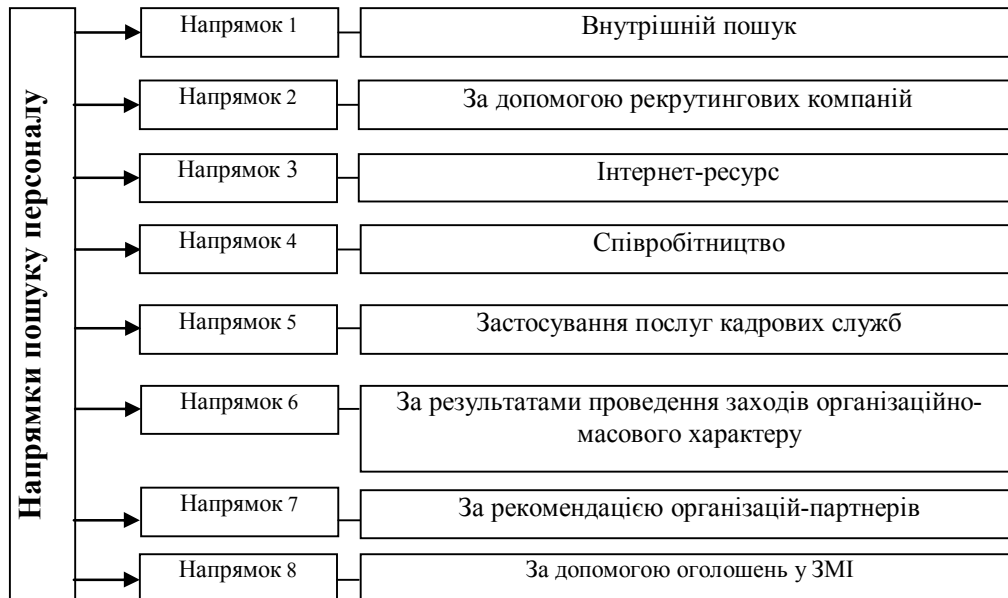 Напрямки пошуку персоналу
Напрямок 1
Внутрішній пошук
Напрямок 2
За допомогою рекрутингових компаній
Напрямок 3
Інтернет-ресурс
Напрямок 4
Співробітництво
Напрямок 5
Застосування послуг кадрових служб
Напрямок 6
За результатами проведення заходів організаційно-
масового характеру
Напрямок 7
За рекомендацією організацій-партнерів
Напрямок 8
За допомогою оголошень у ЗМІ